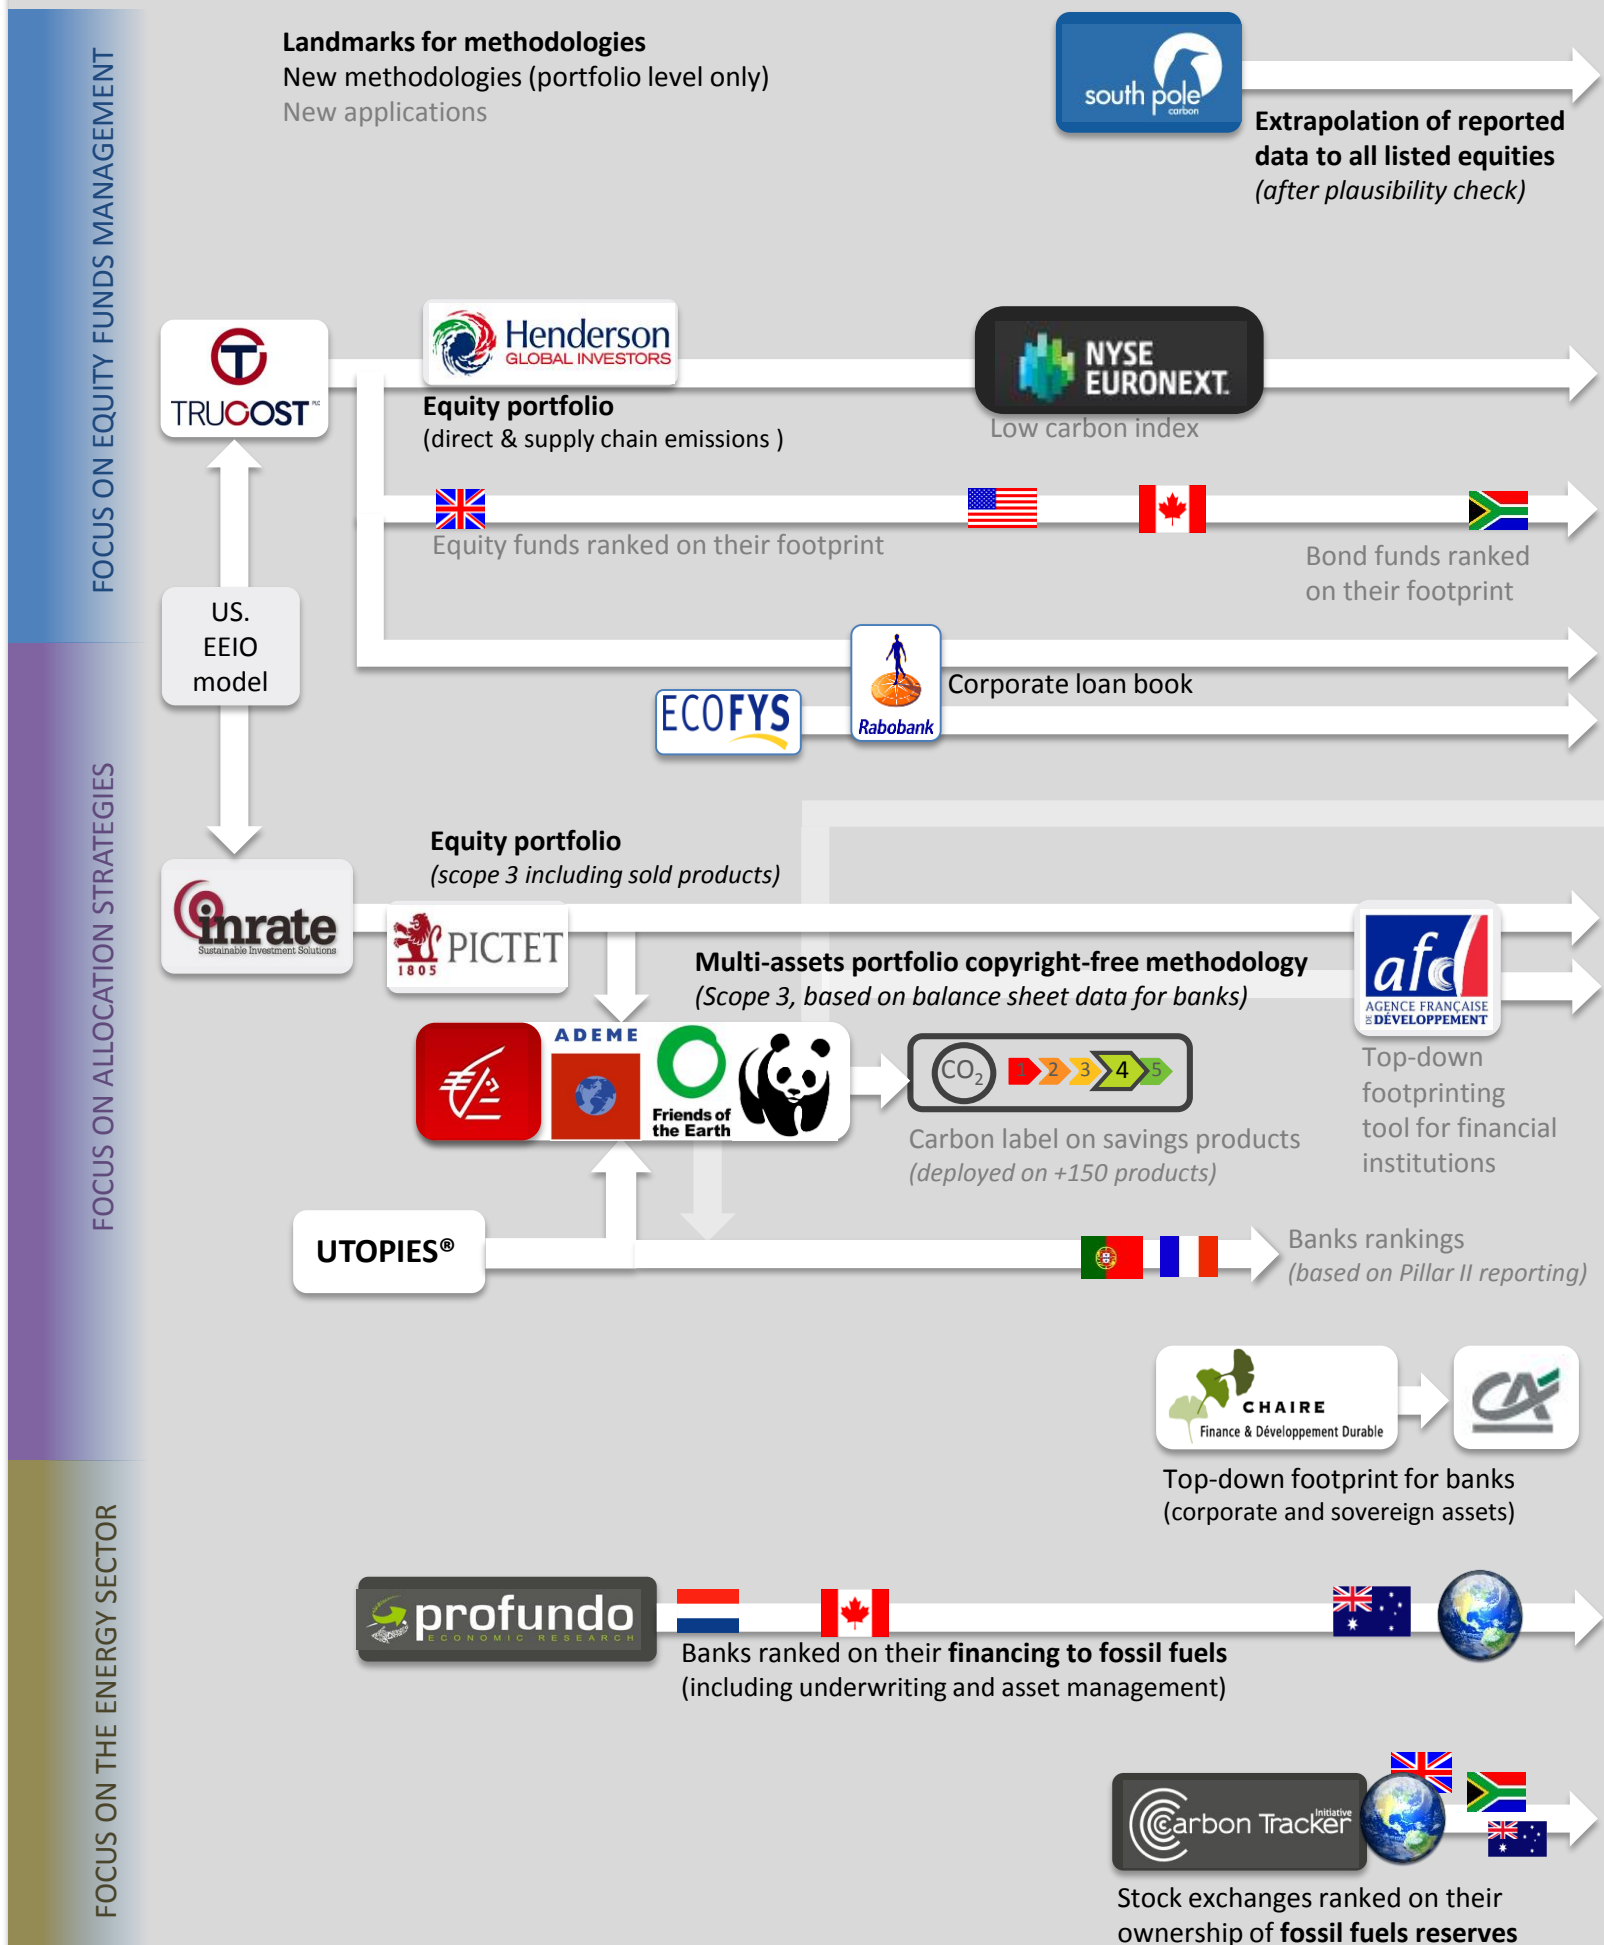 FOCUS ON EQUITY FUNDS MANAGEMENT
FOCUS ON ALLOCATION STRATEGIES
FOCUS ON THE ENERGY SECTOR
Landmarks for methodologies
New methodologies (portfolio level only)
New applications
south pole
carbon
Extrapolation of reported
data to all listed equities
(after plausibility check)
TRUCOST PLC
Henderson
GLOBAL INVESTORS
Equity portfolio
(direct & supply chain emissions )
NYSE
EURONEXT.
Low carbon index
Equity funds ranked on their footprint
Bond funds ranked
on their footprint
US.
EEIO
model
ECOFYS
Rabobank
Corporate loan book
Equity portfolio
(scope 3 including sold products)
inrate
Sustainable Investment Solutions
PICTET
1805
Multi-assets portfolio copyright-free methodology
(Scope 3, based on balance sheet data for banks)
afd
AGENCE FRANÇAISE
DE DÉVELOPPEMENT
Top-down
footprinting
tool for financial
institutions
ADEME
Friends of
the Earth
CO2 1 2 3 4 5
Carbon label on savings products
(deployed on +150 products)
UTOPIES®
Banks rankings
(based on Pillar II reporting)
CHAIRE
Finance & Développement Durable
CA
Top-down footprint for banks
(corporate and sovereign assets)
profundo
ECONOMIC RESEARCH
Banks ranked on their financing to fossil fuels
(including underwriting and asset management)
Carbon Tracker
Initiative
Stock exchanges ranked on their
ownership of fossil fuels reserves